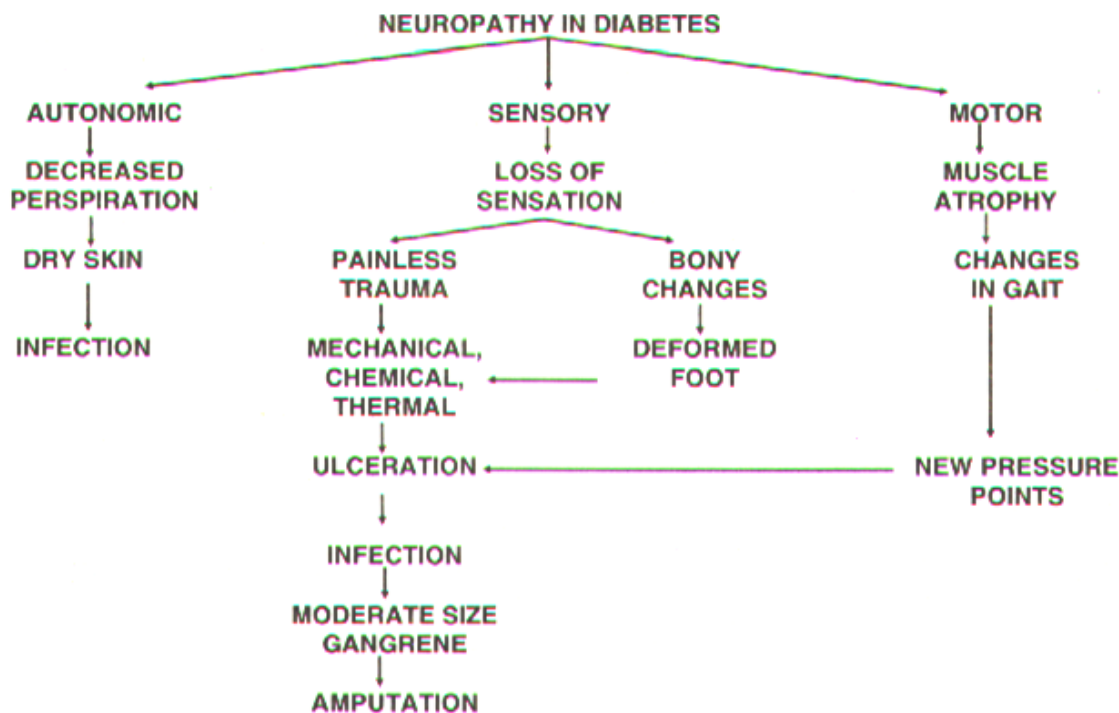 NEUROPATHY IN DIABETES
AUTONOMIC
SENSORY
MOTOR
DECREASED
PERSPIRATION
LOSS OF
SENSATION
MUSCLE
ATROPHY
DRY SKIN
PAINLESS
TRAUMA
BONY
CHANGES
CHANGES
IN GAIT
INFECTION
MECHANICAL,
CHEMICAL,
THERMAL
DEFORMED
FOOT
ULCERATION
NEW PRESSURE
POINTS
INFECTION
MODERATE SIZE
GANGRENE
AMPUTATION